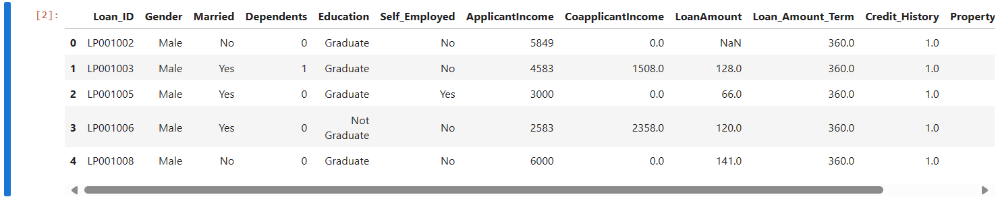 [2]: Loan_ID Gender Married Dependents Education Self_Employed ApplicantIncome CoapplicantIncome LoanAmount Loan_Amount_Term Credit_History Property
0 LP001002 Male No 0 Graduate No 5849 0.0 NaN 360.0 1.0
1 LP001003 Male Yes 1 Graduate No 4583 1508.0 128.0 360.0 1.0
2 LP001005 Male Yes 0 Graduate Yes 3000 0.0 66.0 360.0 1.0
3 LP001006 Male Yes 0 Not Graduate No 2583 2358.0 120.0 360.0 1.0
4 LP001008 Male No 0 Graduate No 6000 0.0 141.0 360.0 1.0